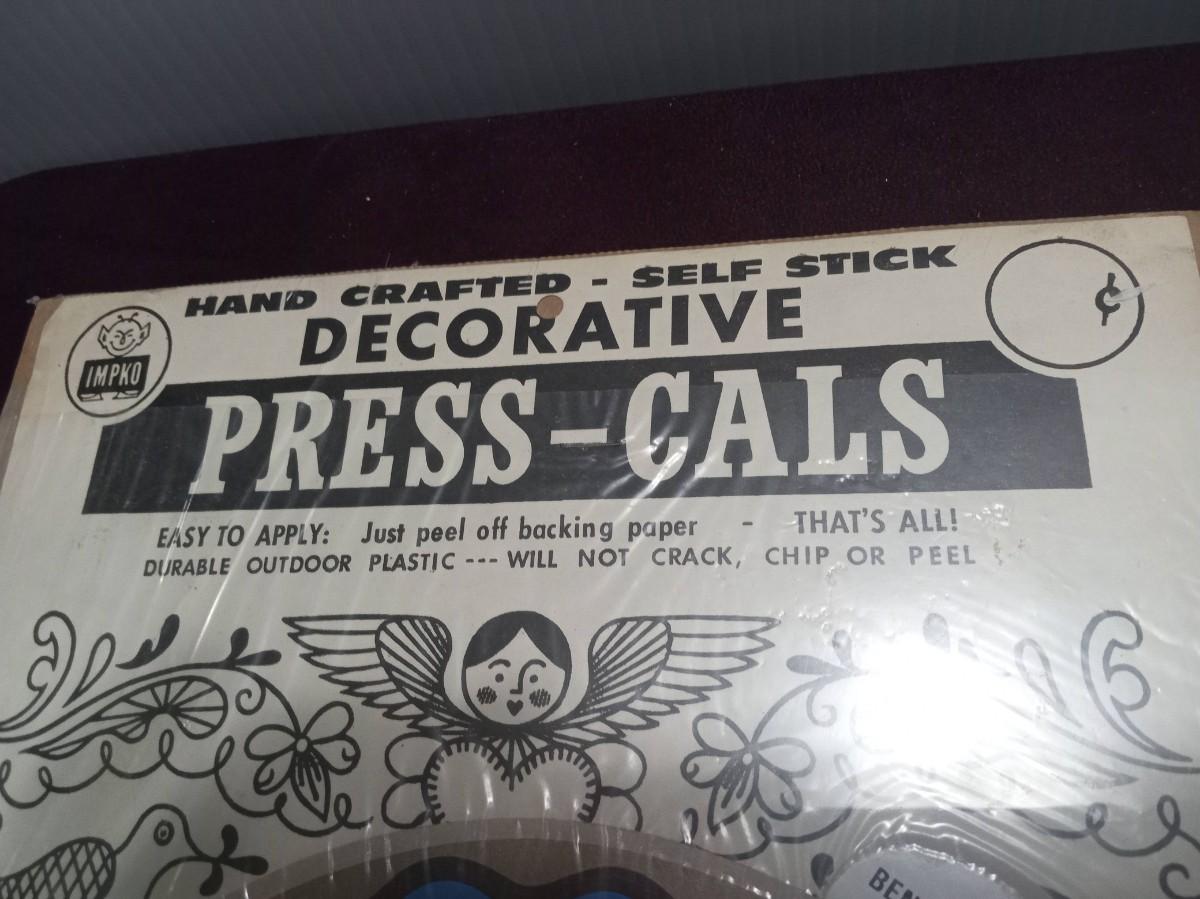 HAND CRAFTED - SELF STICK
DECORATIVE
¢
IMPKO
PRESS-CALS
EASY TO APPLY: Just peel off backing paper - THAT'S ALL!
DURABLE OUTDOOR PLASTIC --- WILL NOT CRACK, CHIP OR PEEL